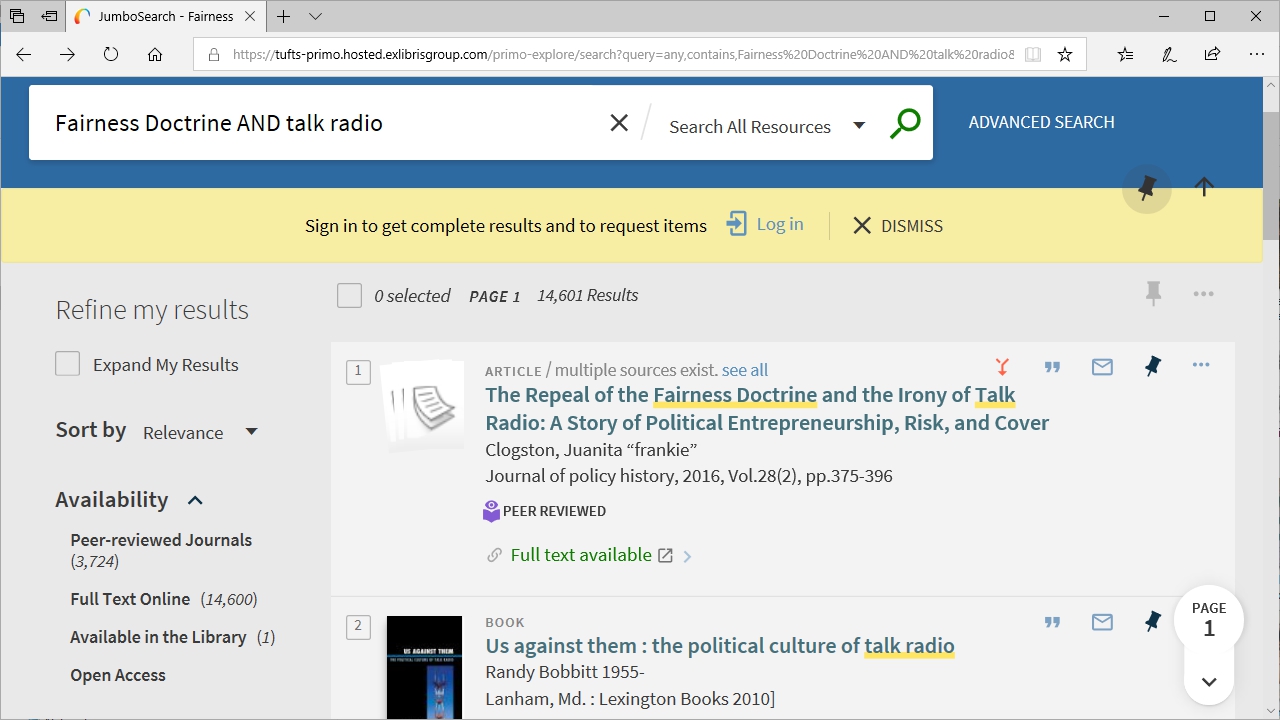 JumboSearch - Fairness
https://tufts-primo.hosted.exlibrisgroup.com/primo-explore/search?query=any,contains,Fairness%20Doctrine%20AND%20talk%20radio&
Fairness Doctrine AND talk radio
Search All Resources
ADVANCED SEARCH
Sign in to get complete results and to request items
Log in
DISMISS
Refine my results
Expand My Results
Sort by Relevance
Availability
Peer-reviewed Journals
(3,724)
Full Text Online (14,600)
Available in the Library (1)
Open Access
0 selected PAGE 1 14,601 Results
1
ARTICLE / multiple sources exist. see all
The Repeal of the Fairness Doctrine and the Irony of Talk
Radio: A Story of Political Entrepreneurship, Risk, and Cover
Clogston, Juanita “frankie”
Journal of policy history, 2016, Vol.28(2), pp.375-396
PEER REVIEWED
Full text available
2
US AGAINST THEM
THE POLITICAL CULTURE OF TALK RADIO
BOOK
Us against them : the political culture of talk radio
Randy Bobbitt 1955-
Lanham, Md. : Lexington Books 2010]
PAGE
1